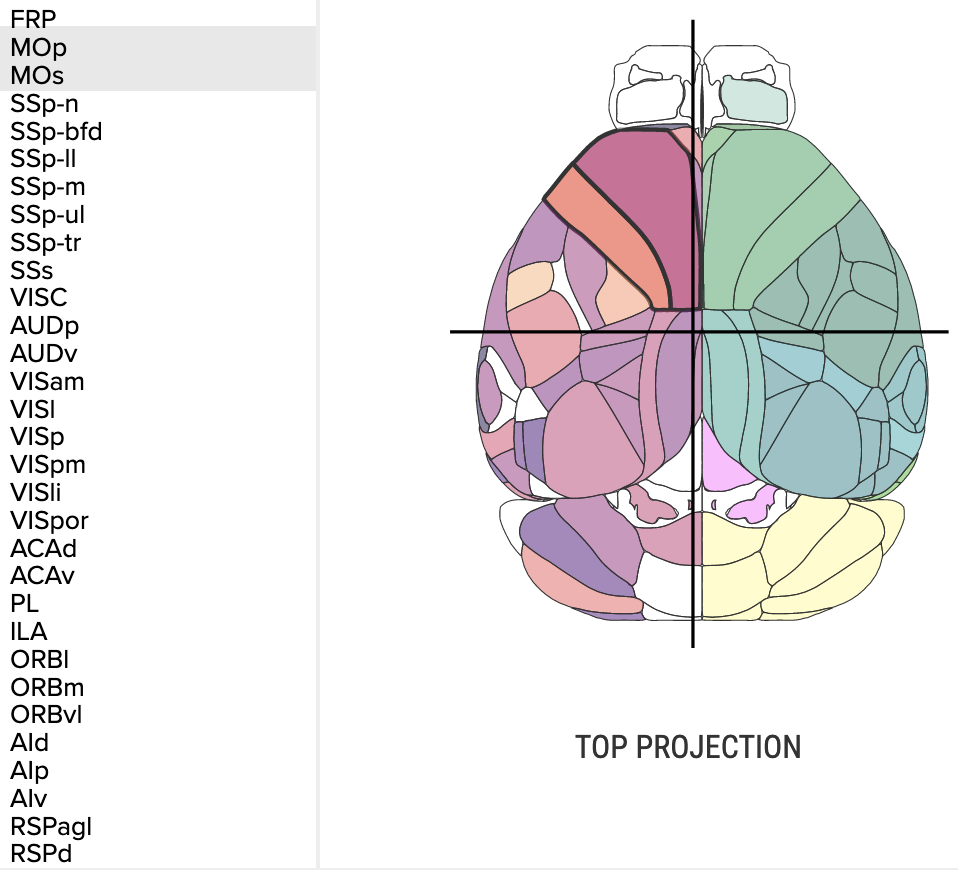 FRP
MOp
MOs
SSp-n
SSp-bfd
SSp-ll
SSp-m
SSp-ul
SSp-tr
SSs
VISC
AUDp
AUDv
VISam
VISl
VISp
VISpm
VISli
VISpor
ACAd
ACAv
PL
ILA
ORBl
ORBm
ORBvl
AId
AIp
AIv
RSPagl
RSPd
TOP PROJECTION